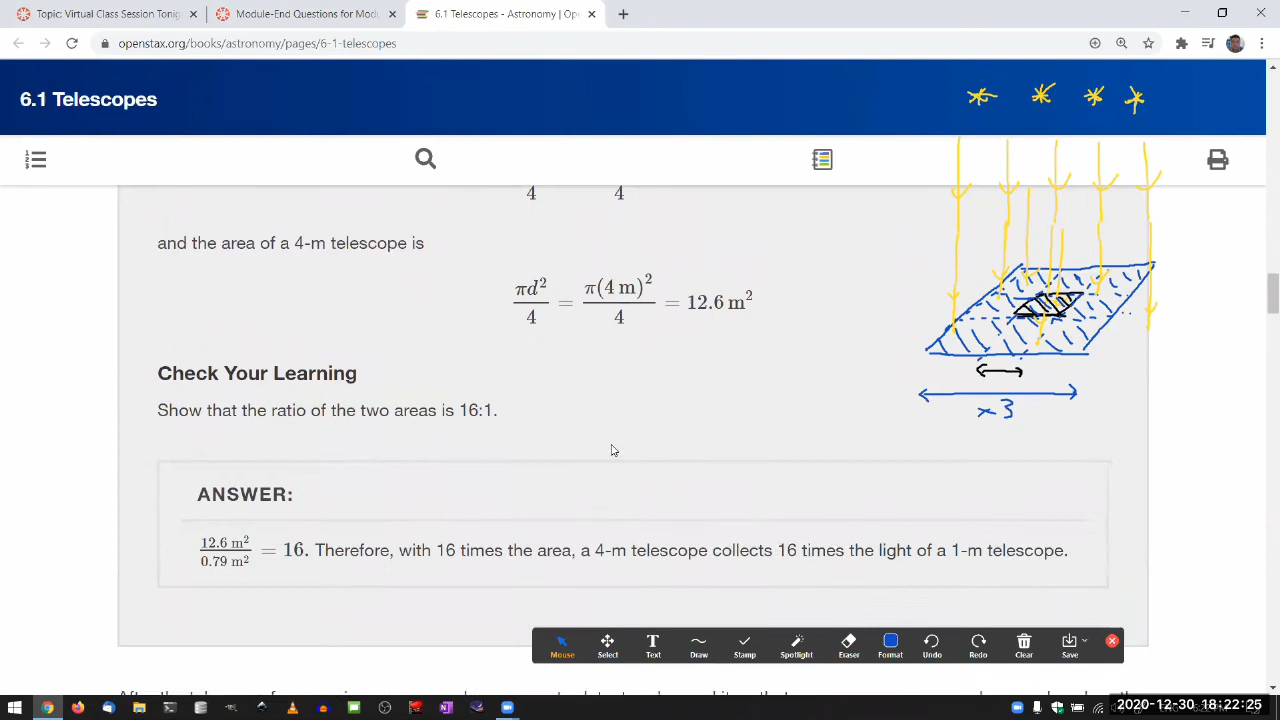 Topic: Virtual Class Session Tonig
Module-End Questions for Modul
6.1 Telescopes - Astronomy | Op
openstax.org/books/astronomy/pages/6-1-telescopes
6.1 Telescopes
4 4
and the area of a 4-m telescope is
πd²/4 = π(4 m)²/4 = 12.6 m²
Check Your Learning
Show that the ratio of the two areas is 16:1.
×3
ANSWER:
12.6 m²/0.79 m² = 16. Therefore, with 16 times the area, a 4-m telescope collects 16 times the light of a 1-m telescope.
Mouse Select Text Draw Stamp Spotlight Eraser Format Undo Redo Clear Save
2020-12-30 18:22:25